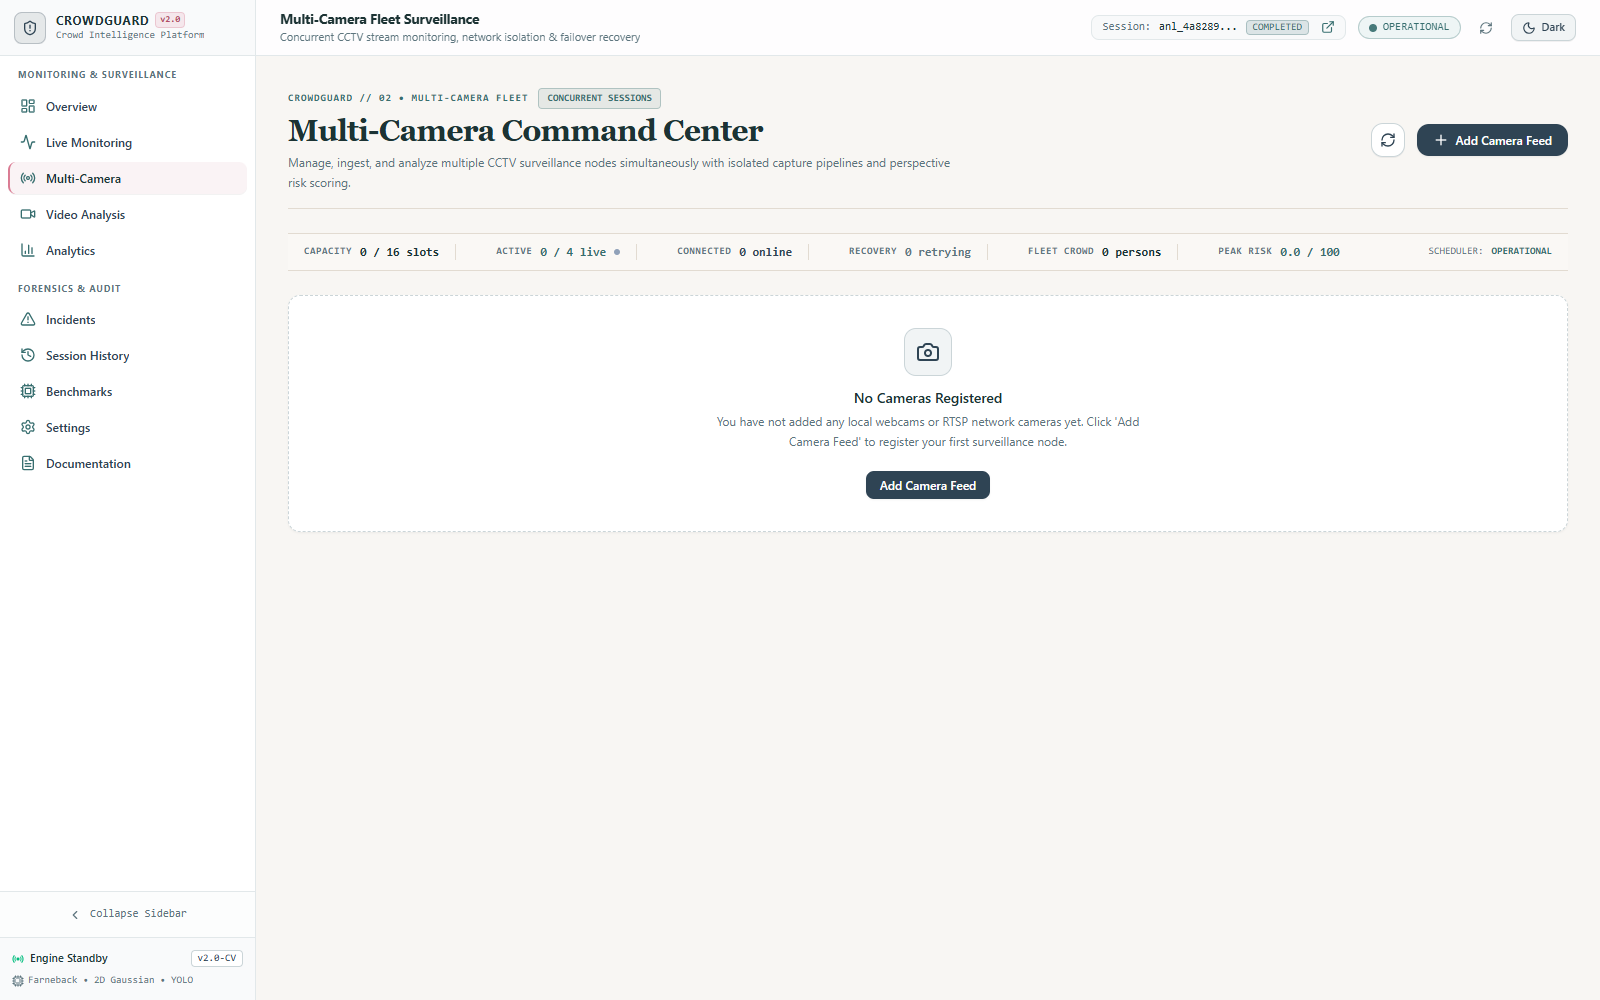 CROWDGUARD v2.0
Crowd Intelligence Platform
MONITORING & SURVEILLANCE
Overview
Live Monitoring
Multi-Camera
Video Analysis
Analytics
FORENSICS & AUDIT
Incidents
Session History
Benchmarks
Settings
Documentation
Collapse Sidebar
Engine Standby v2.0-CV
Farneback • 2D Gaussian • YOLO
Multi-Camera Fleet Surveillance
Concurrent CCTV stream monitoring, network isolation & failover recovery
Session: anl_4a8289... COMPLETED
OPERATIONAL
Dark
CROWDGUARD // 02 • MULTI-CAMERA FLEET CONCURRENT SESSIONS
Multi-Camera Command Center
Manage, ingest, and analyze multiple CCTV surveillance nodes simultaneously with isolated capture pipelines and perspective
risk scoring.
Add Camera Feed
CAPACITY 0 / 16 slots ACTIVE 0 / 4 live CONNECTED 0 online RECOVERY 0 retrying FLEET CROWD 0 persons PEAK RISK 0.0 / 100 SCHEDULER: OPERATIONAL
No Cameras Registered
You have not added any local webcams or RTSP network cameras yet. Click 'Add
Camera Feed' to register your first surveillance node.
Add Camera Feed